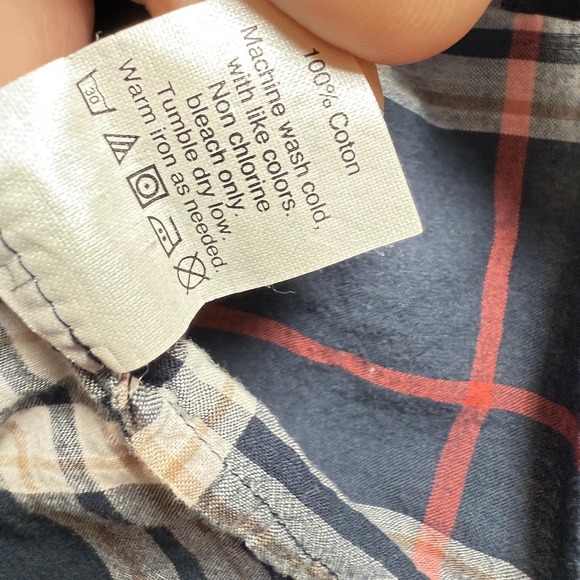 100% Coton
Machine wash cold,
with like colors.
Non chlorine
bleach only.
Tumble dry low.
Warm iron as needed.
30